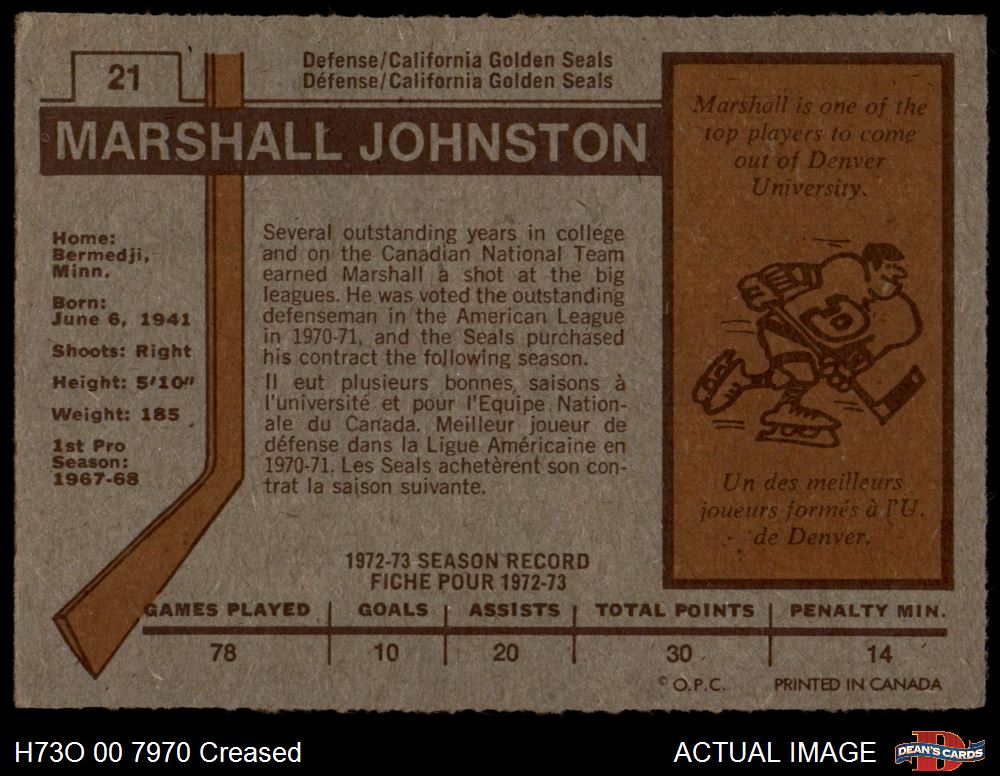 21
Defense/California Golden Seals
Défense/California Golden Seals
MARSHALL JOHNSTON
Home:
Bermedji,
Minn.
Born:
June 6, 1941
Shoots: Right
Height: 5'10"
Weight: 185
1st Pro
Season:
1967-68
Several outstanding years in college
and on the Canadian National Team
earned Marshall a shot at the big
leagues. He was voted the outstanding
defenseman in the American League
in 1970-71, and the Seals purchased
his contract the following season.
Il eut plusieurs bonnes saisons à
l'université et pour l'Equipe Nation-
ale du Canada. Meilleur joueur de
défense dans la Ligue Américaine en
1970-71. Les Seals achetèrent son con-
trat la saison suivante.
Marshall is one of the
top players to come
out of Denver
University.
Un des meilleurs
joueurs formés à l'U.
de Denver.
1972-73 SEASON RECORD
FICHE POUR 1972-73
GAMES PLAYED GOALS ASSISTS TOTAL POINTS PENALTY MIN.
78 10 20 30 14
© O.P.C. PRINTED IN CANADA
H73O 00 7970 Creased
ACTUAL IMAGE
DEAN'S CARDS